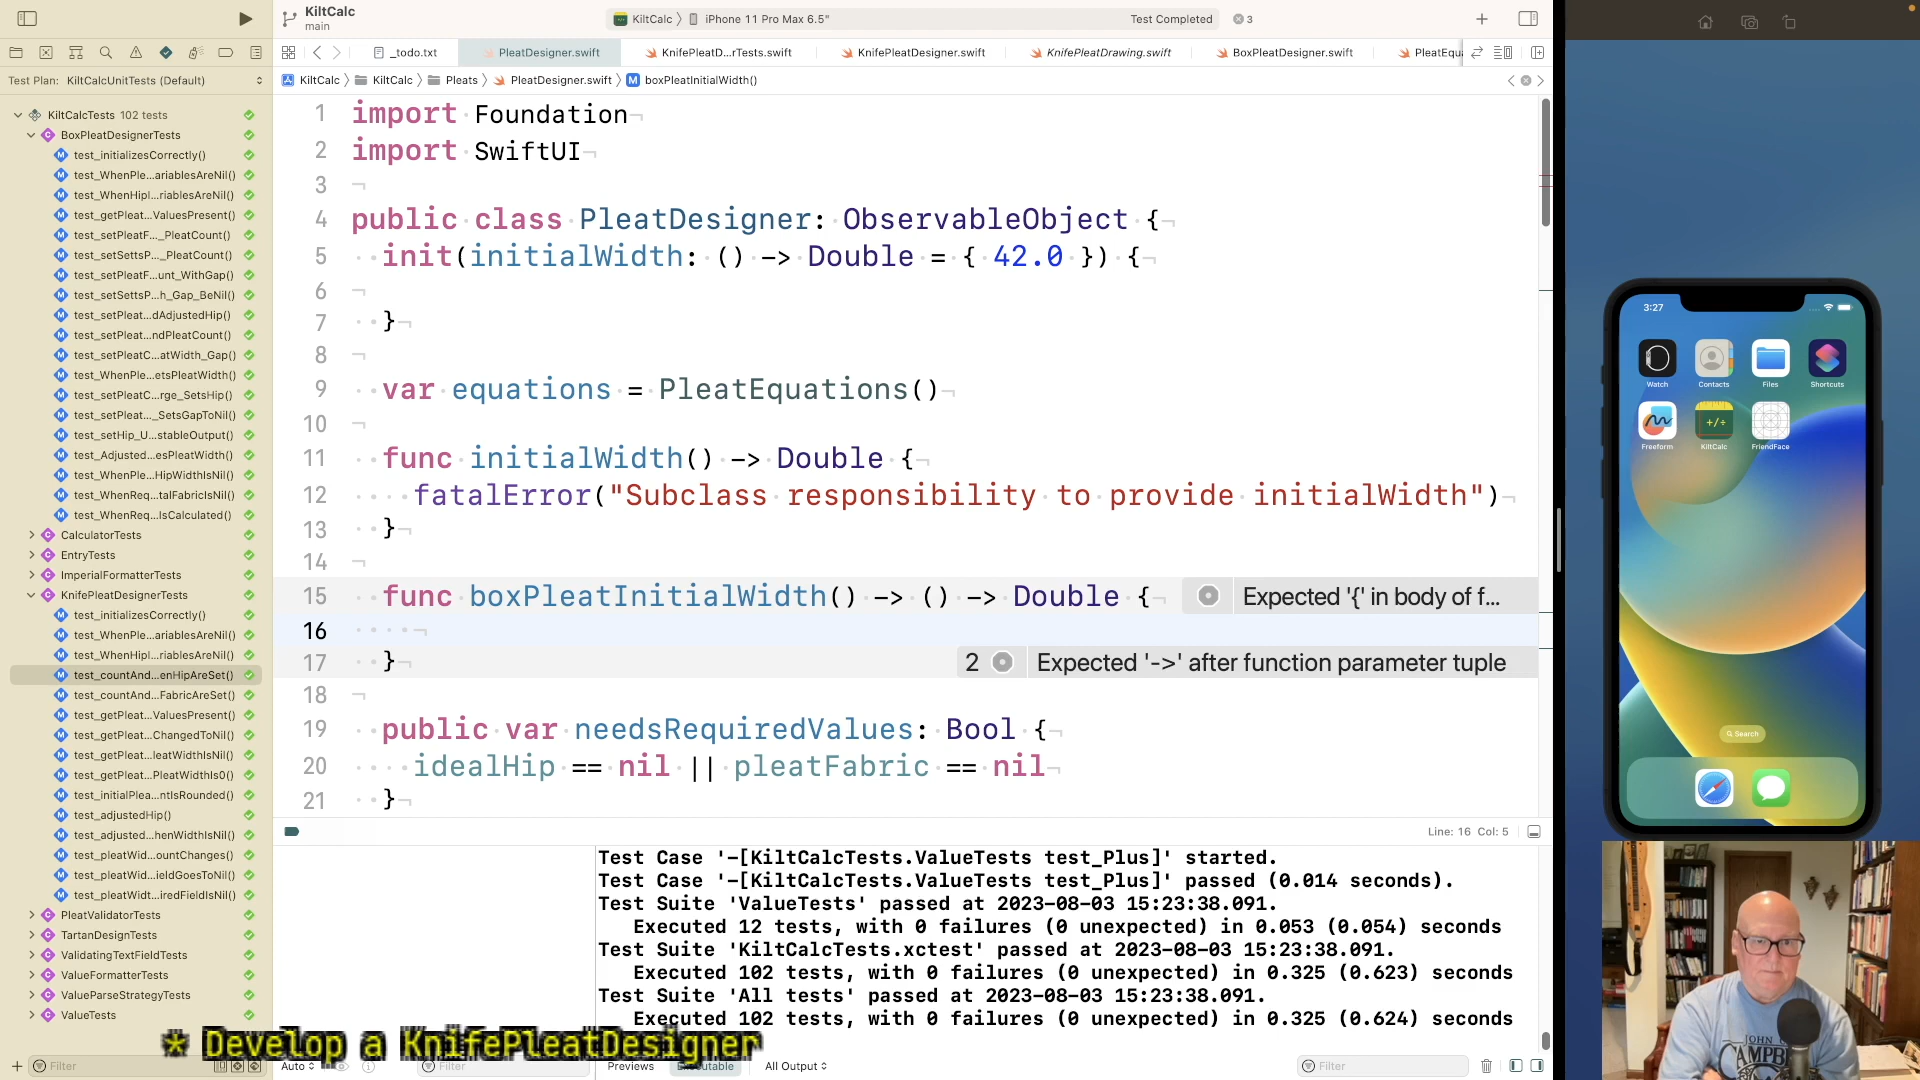 KiltCalc
main
KiltCalc
iPhone 11 Pro Max 6.5"
Test Completed
3
_todo.txt
PleatDesigner.swift
KnifePleatD...rTests.swift
KnifePleatDesigner.swift
KnifePleatDrawing.swift
BoxPleatDesigner.swift
PleatEqua
Test Plan: KiltCalcUnitTests (Default)
KiltCalc
KiltCalc
Pleats
PleatDesigner.swift
boxPleatInitialWidth()
KiltCalcTests 102 tests
BoxPleatDesignerTests
test_initializesCorrectly()
test_WhenPle...ariablesAreNil()
test_WhenHipI...riablesAreNil()
test_getPleat...ValuesPresent()
test_setPleatF..._PleatCount()
test_setSettsP..._PleatCount()
test_setPleatF...unt_WithGap()
test_setSettsP...h_Gap_BeNil()
test_setPleat...dAdjustedHip()
test_setPleat...ndPleatCount()
test_setPleatC...atWidth_Gap()
test_WhenPle...etsPleatWidth()
test_setPleatC...rge_SetsHip()
test_setPleat..._SetsGapToNil()
test_setHip_U...stableOutput()
test_Adjusted...esPleatWidth()
test_WhenPle...HipWidthIsNil()
test_WhenReq...talFabricIsNil()
test_WhenReq...IsCalculated()
CalculatorTests
EntryTests
ImperialFormatterTests
KnifePleatDesignerTests
test_initializesCorrectly()
test_WhenPle...ariablesAreNil()
test_WhenHipI...riablesAreNil()
test_countAnd...enHipAreSet()
test_countAnd...FabricAreSet()
test_getPleat...ValuesPresent()
test_getPleat...ChangedToNil()
test_getPleat...leatWidthIsNil()
test_getPleat...PleatWidthIs0()
test_initialPlea...ntIsRounded()
test_adjustedHip()
test_adjusted...henWidthIsNil()
test_pleatWid...ountChanges()
test_pleatWid...ieldGoesToNil()
test_pleatWidt...iredFieldIsNil()
PleatValidatorTests
TartanDesignTests
ValidatingTextFieldTests
ValueFormatterTests
ValueParseStrategyTests
ValueTests
Filter
1 import Foundation
2 import SwiftUI
3
4 public class PleatDesigner: ObservableObject {
5 init(initialWidth: () -> Double = { 42.0 }) {
6
7 }
8
9 var equations = PleatEquations()
10
11 func initialWidth() -> Double {
12 fatalError("Subclass responsibility to provide initialWidth")
13 }
14
15 func boxPleatInitialWidth() -> () -> Double {
Expected '{' in body of f...
16
17 }
2 Expected '->' after function parameter tuple
18
19 public var needsRequiredValues: Bool {
20 idealHip == nil || pleatFabric == nil
21 }
Line: 16 Col: 5
Test Case '-[KiltCalcTests.ValueTests test_Plus]' started.
Test Case '-[KiltCalcTests.ValueTests test_Plus]' passed (0.014 seconds).
Test Suite 'ValueTests' passed at 2023-08-03 15:23:38.091.
Executed 12 tests, with 0 failures (0 unexpected) in 0.053 (0.054) seconds
Test Suite 'KiltCalcTests.xctest' passed at 2023-08-03 15:23:38.091.
Executed 102 tests, with 0 failures (0 unexpected) in 0.325 (0.623) seconds
Test Suite 'All tests' passed at 2023-08-03 15:23:38.091.
Executed 102 tests, with 0 failures (0 unexpected) in 0.325 (0.624) seconds
* Develop a KnifePleatDesigner
Auto
Filter
Previews
All Output
Filter
3:27
Watch
Contacts
Files
Shortcuts
Freeform
KiltCalc
FriendFace
Search
JOHN
CAMPBE